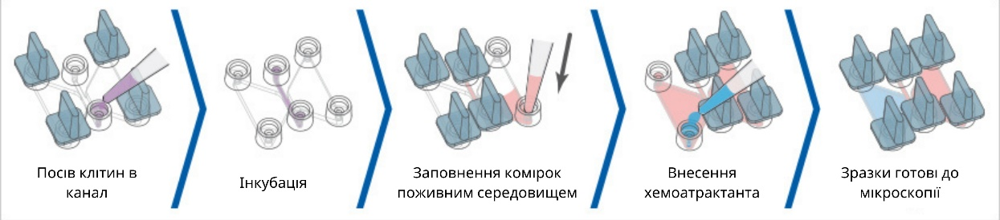 Посів клітин в
канал
Інкубація
Заповнення комірок
поживним середовищем
Внесення
хемоатрактанта
Зразки готові до
мікроскопії